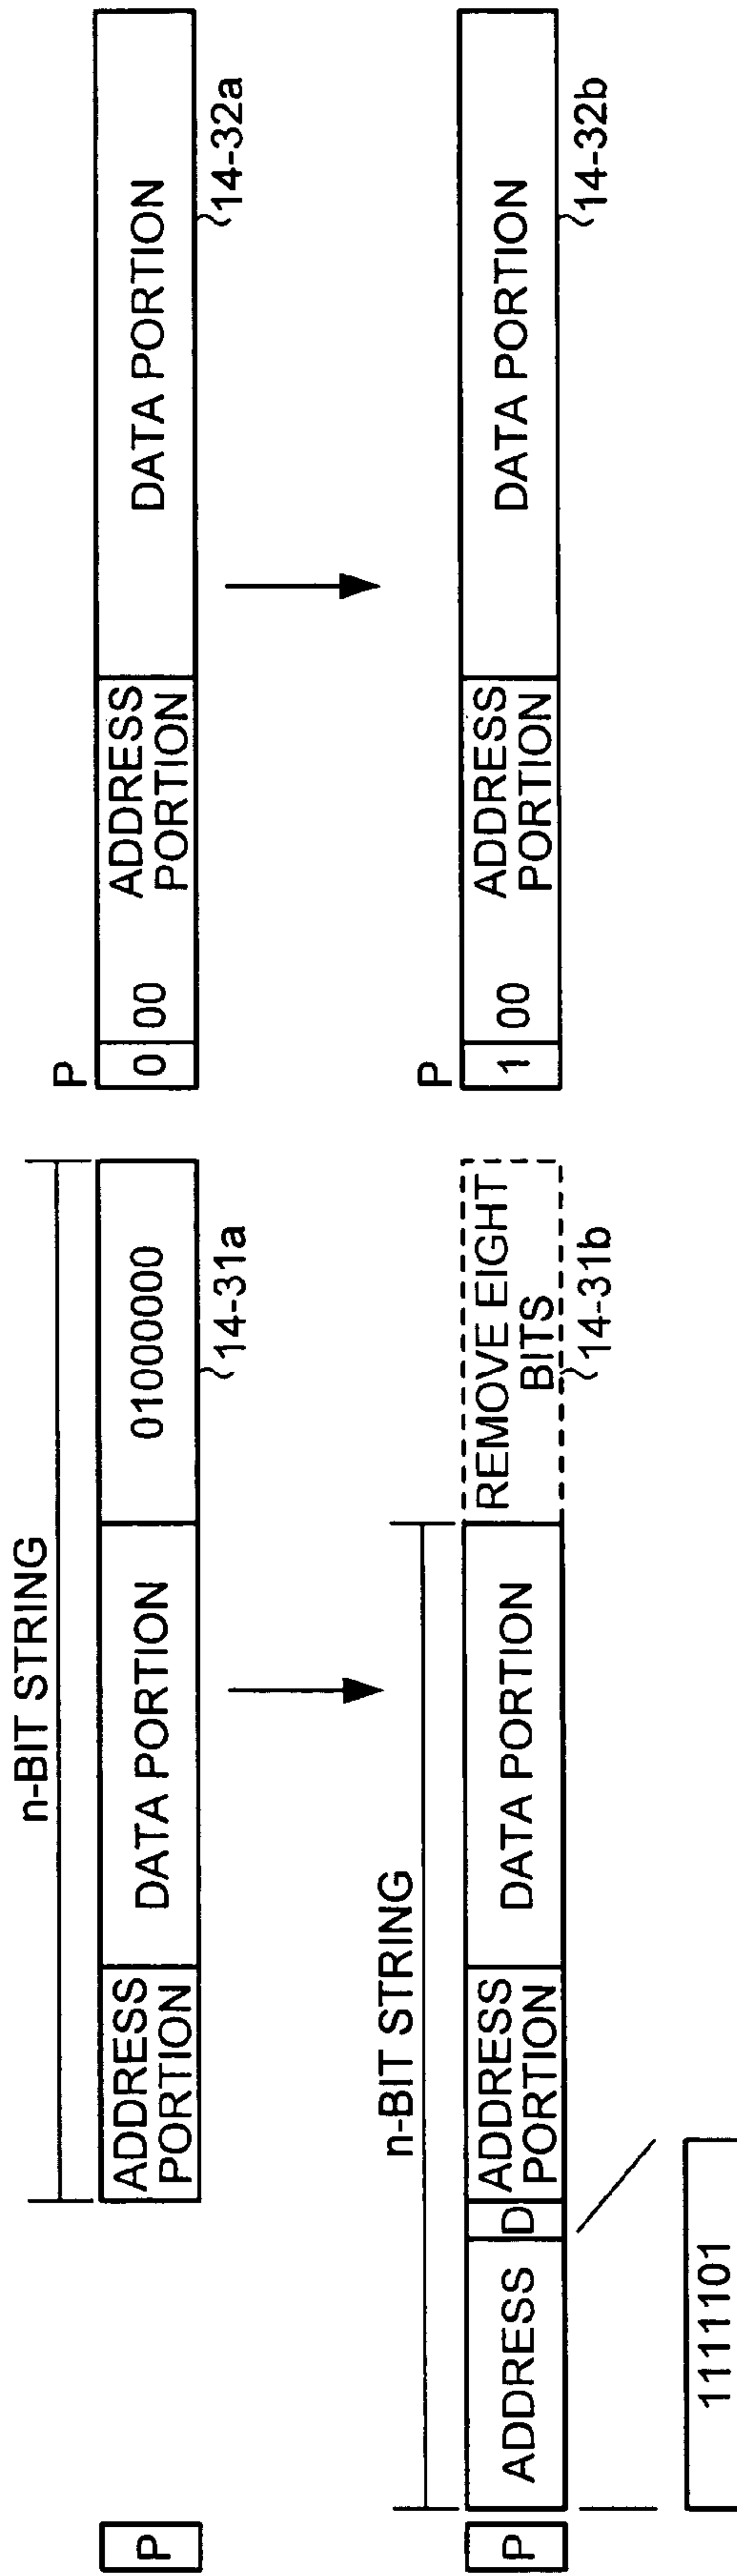 n-BIT STRING
P
ADDRESS
PORTION
DATA PORTION
01000000
14-31a
n-BIT STRING
P
ADDRESS
D
ADDRESS
PORTION
DATA PORTION
REMOVE EIGHT
BITS
14-31b
1111101
P
0
00
ADDRESS
PORTION
DATA PORTION
14-32a
P
1
00
ADDRESS
PORTION
DATA PORTION
14-32b